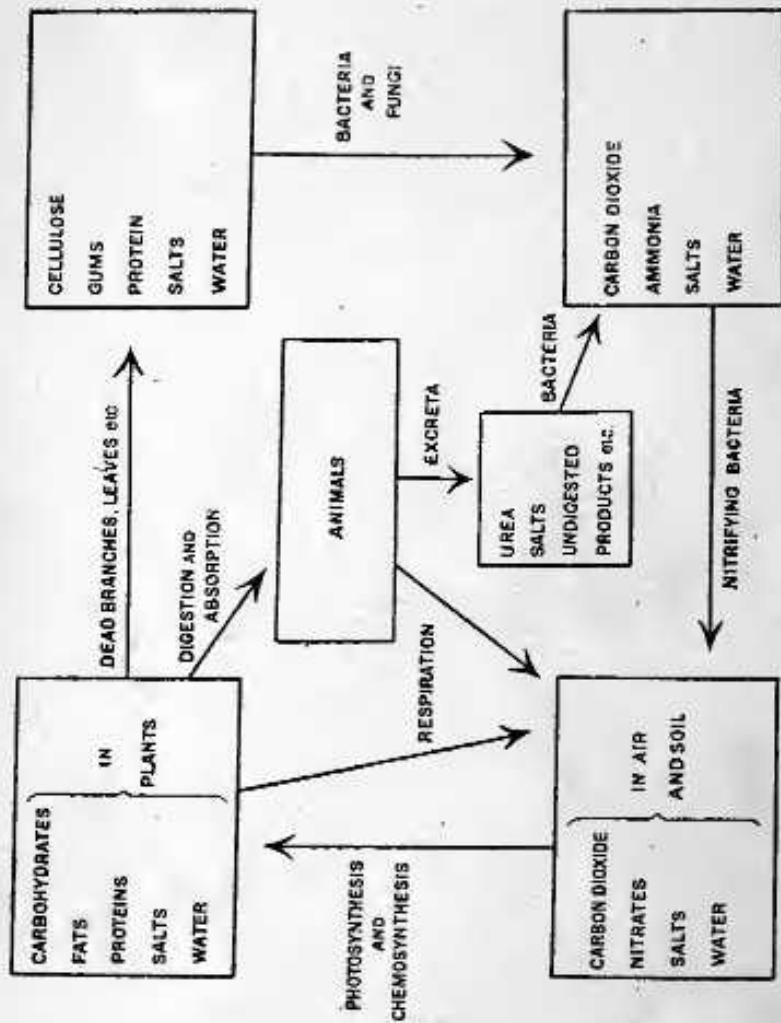 CARBOHYDRATES
FATS
PROTEINS
SALTS
WATER
IN
PLANTS
DEAD BRANCHES, LEAVES etc
CELLULOSE
GUMS
PROTEIN
SALTS
WATER
DIGESTION AND
ABSORPTION
ANIMALS
BACTERIA
AND
FUNGI
PHOTOSYNTHESIS
AND
CHEMOSYNTHESIS
RESPIRATION
EXCRETA
UREA
SALTS
UNDIGESTED
PRODUCTS etc.
BACTERIA
CARBON DIOXIDE
NITRATES
SALTS
WATER
IN AIR
AND SOIL
NITRIFYING BACTERIA
CARBON DIOXIDE
AMMONIA
SALTS
WATER